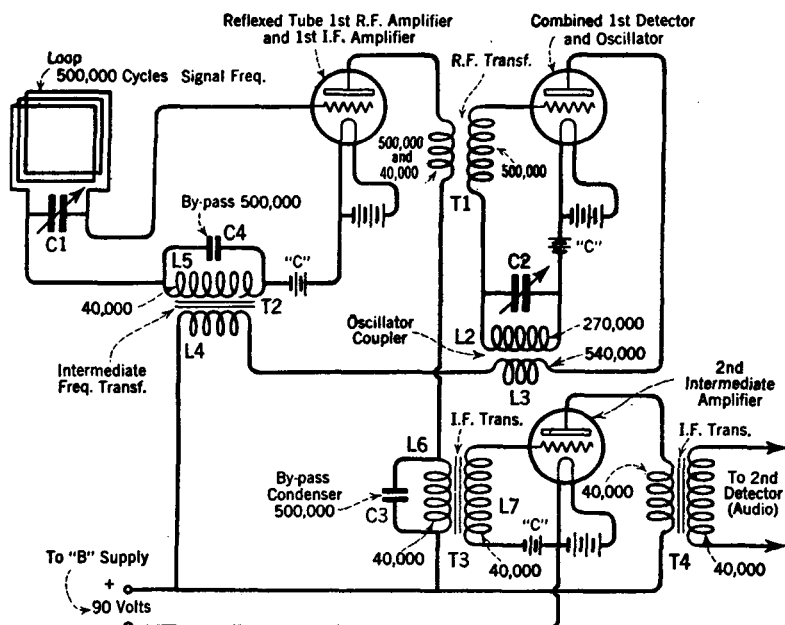 Reflexed Tube 1st R.F. Amplifier
and 1st I.F. Amplifier
Combined 1st Detector
and Oscillator
Loop
500,000 Cycles Signal Freq.
R.F. Transf.
500,000
and
40,000
500,000
T1
C1
By-pass 500,000
C4
L5
"C"
40,000
T2
L4
Intermediate
Freq. Transf.
"C"
C2
L2
270,000
Oscillator
Coupler
540,000
L3
2nd
Intermediate
Amplifier
L6
I.F. Trans.
I.F. Trans.
By-pass
Condenser
500,000
C3
40,000
L7
T3
40,000
"C"
40,000
T4
To 2nd
Detector
(Audio)
40,000
To "B" Supply
+
90 Volts